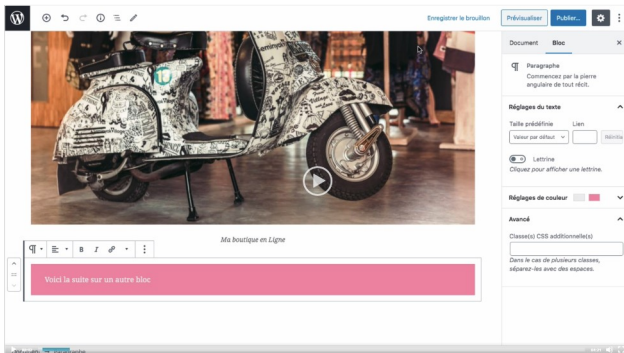 Enregistrer le brouillon
Prévisualiser
Publier...
Document
Bloc
Paragraphe
Commencez par la pierre
angulaire de tout récit.
Réglages du texte
Taille prédéfinie
Lien
Valeur par défaut
Lettrine
Cliquez pour afficher une lettrine.
Réglages de couleur
Avancé
Classe(s) CSS additionnelle(s)
Dans le cas de plusieurs classes,
séparez-les avec des espaces.
Ma boutique en Ligne
B I
Voici la suite sur un autre bloc